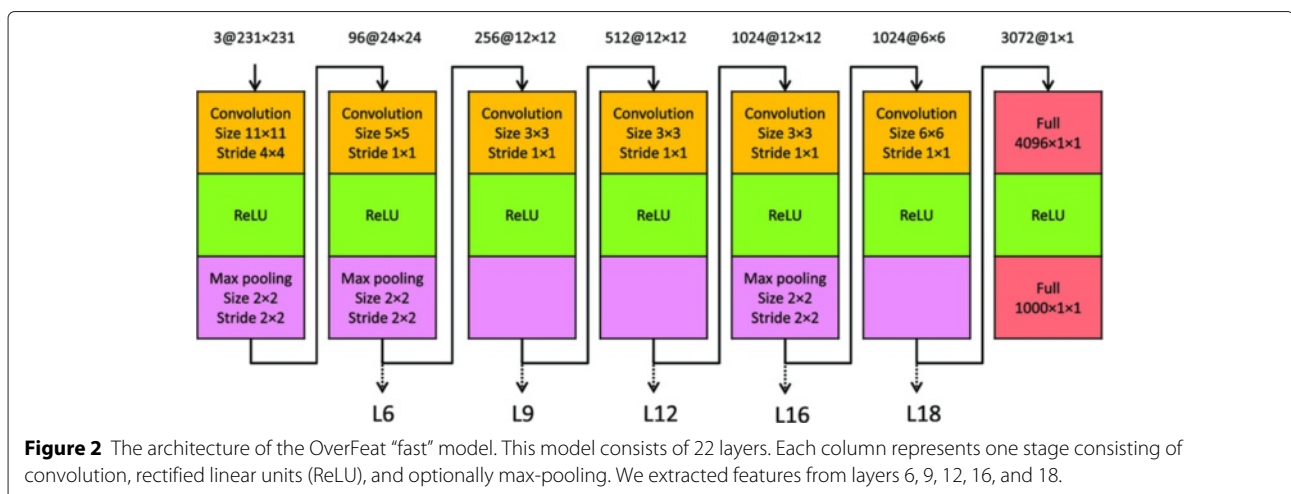 3@231×231 96@24×24 256@12×12 512@12×12 1024@12×12 1024@6×6 3072@1×1
Convolution
Size 11×11
Stride 4×4
ReLU
Max pooling
Size 2×2
Stride 2×2
Convolution
Size 5×5
Stride 1×1
ReLU
Max pooling
Size 2×2
Stride 2×2
Convolution
Size 3×3
Stride 1×1
ReLU
Convolution
Size 3×3
Stride 1×1
ReLU
Convolution
Size 3×3
Stride 1×1
ReLU
Max pooling
Size 2×2
Stride 2×2
Convolution
Size 6×6
Stride 1×1
ReLU
Full
4096×1×1
ReLU
Full
1000×1×1
L6 L9 L12 L16 L18
Figure 2 The architecture of the OverFeat “fast” model. This model consists of 22 layers. Each column represents one stage consisting of
convolution, rectified linear units (ReLU), and optionally max-pooling. We extracted features from layers 6, 9, 12, 16, and 18.